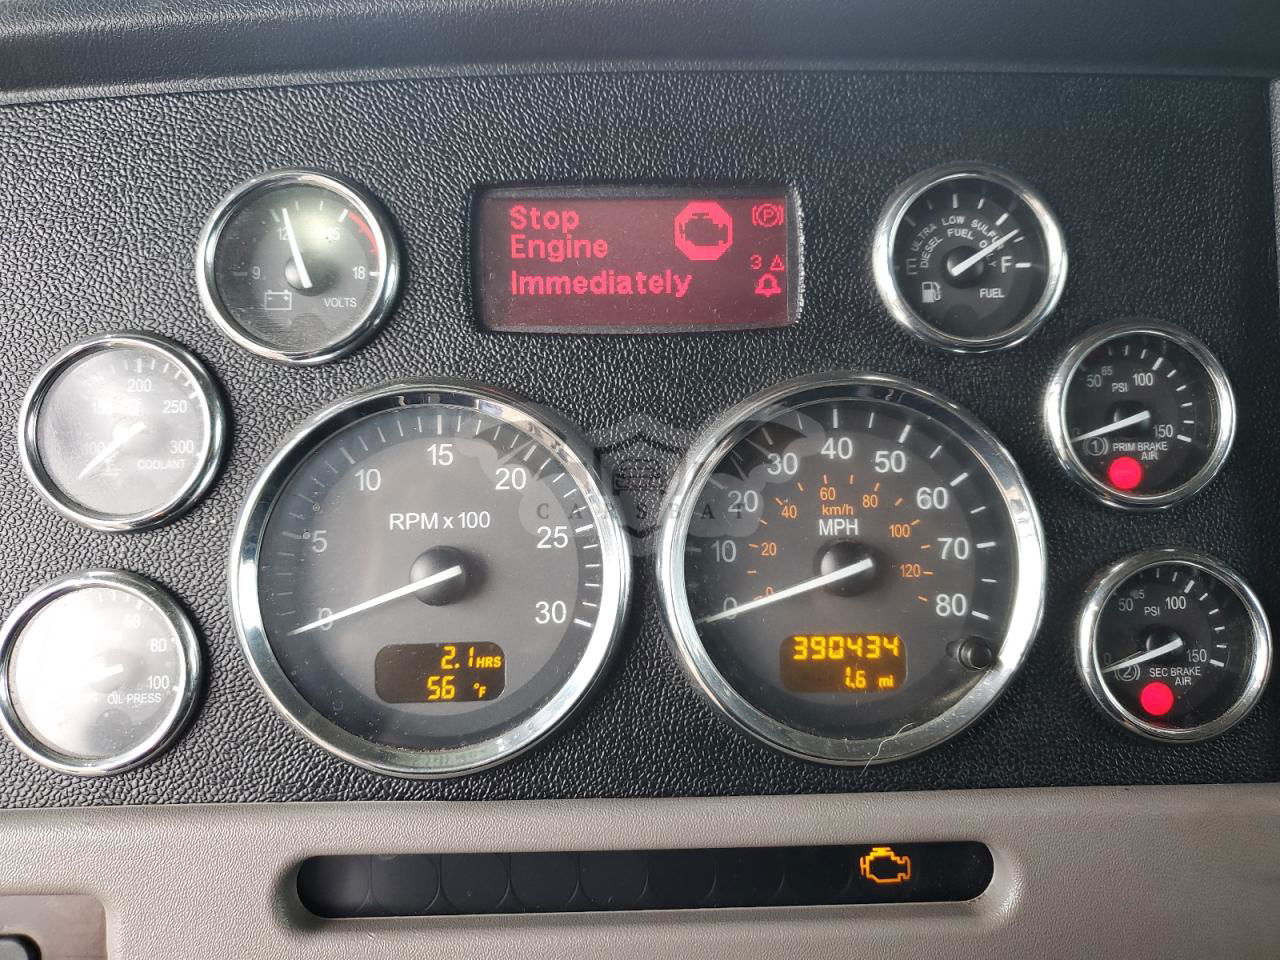 Stop
Engine
Immediately
P
3
9
12
15
18
VOLTS
ULTRA LOW SULFUR
DIESEL FUEL ONLY
F
FUEL
100
200
250
300
COOLANT
60
80
100
OIL PRESS
0
5
10
15
20
25
30
RPM x 100
2.1 HRS
56 °F
0
10
20
30
40
50
60
70
80
0
20
40
60
80
100
120
km/h
MPH
390434
1.6 mi
50
65
100
150
PSI
1
PRIM BRAKE
AIR
50
65
100
150
PSI
2
SEC BRAKE
AIR
CARSBAT